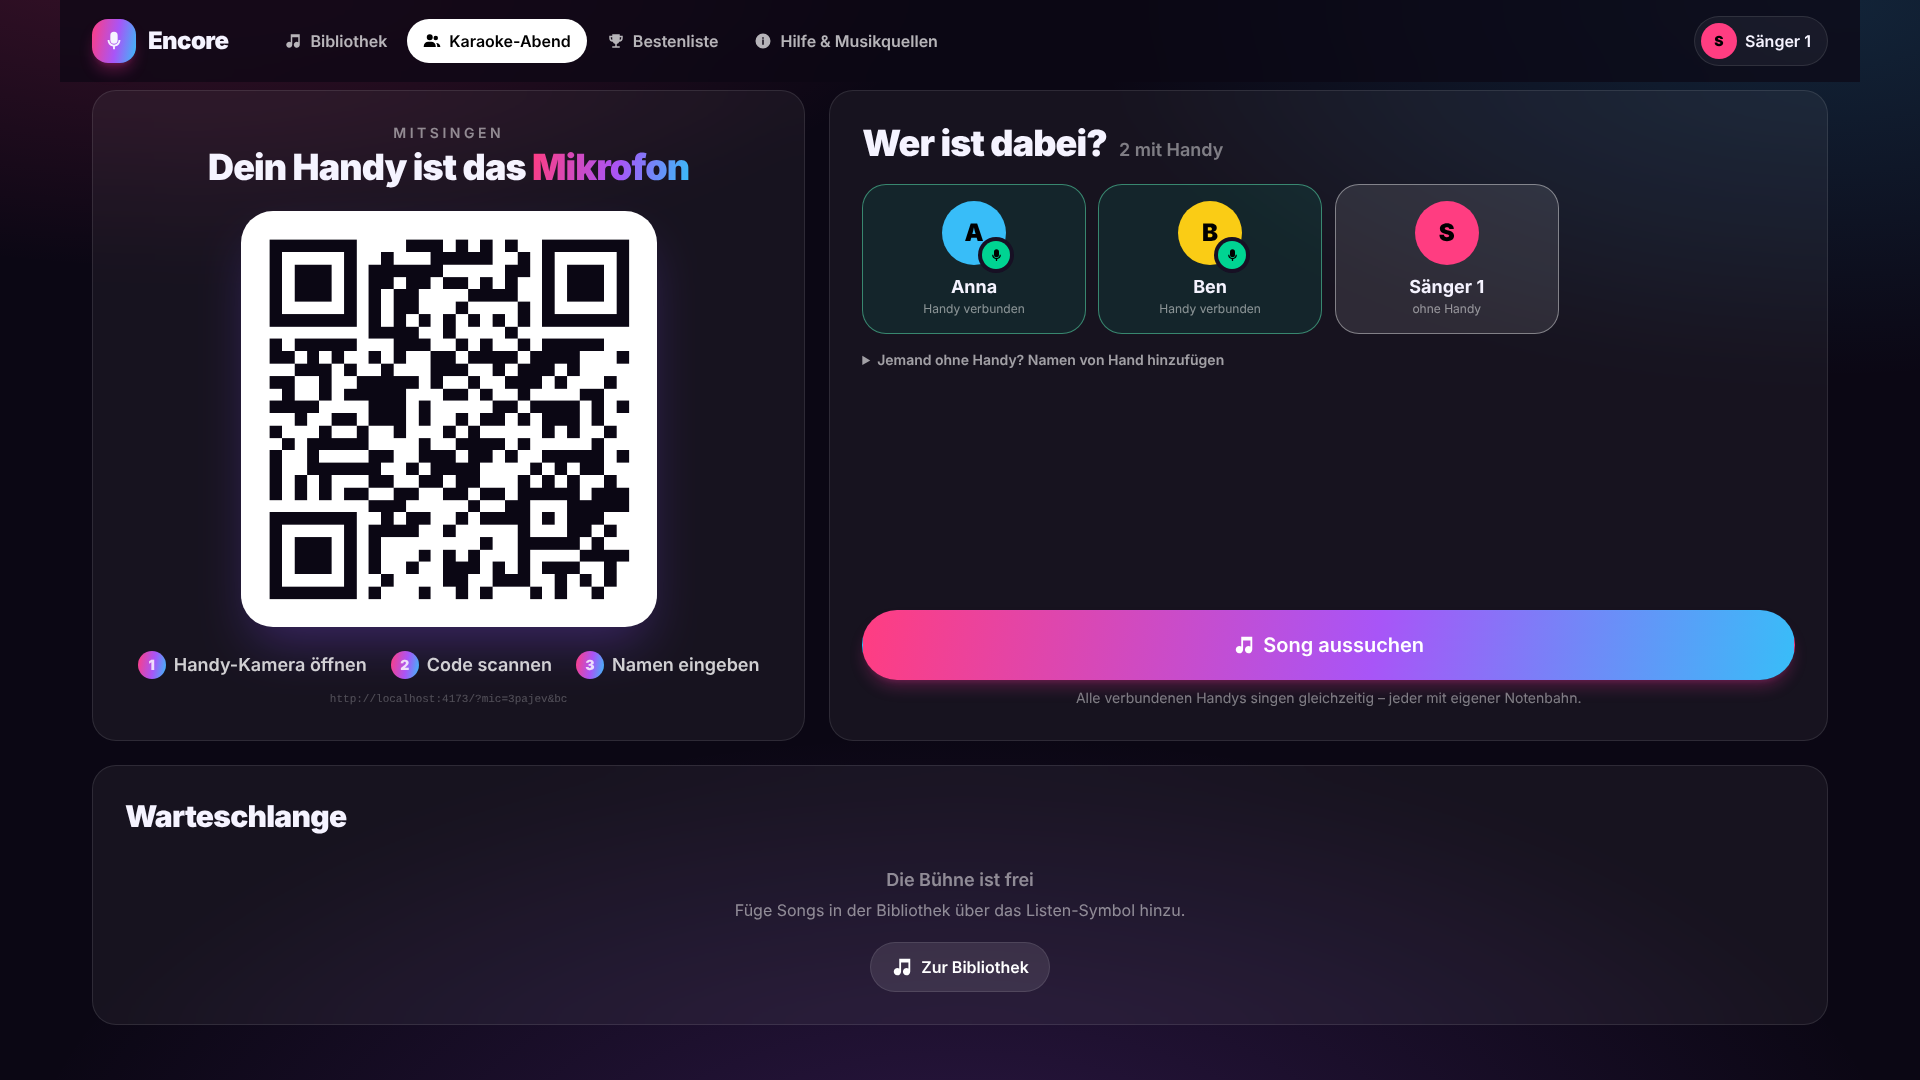 Encore
Bibliothek
Karaoke-Abend
Bestenliste
Hilfe & Musikquellen
S
Sänger 1
MITSINGEN
Dein Handy ist das Mikrofon
1 Handy-Kamera öffnen
2 Code scannen
3 Namen eingeben
http://localhost:4173/?mic=3pajev&bc
Wer ist dabei? 2 mit Handy
A
Anna
Handy verbunden
B
Ben
Handy verbunden
S
Sänger 1
ohne Handy
Jemand ohne Handy? Namen von Hand hinzufügen
Song aussuchen
Alle verbundenen Handys singen gleichzeitig – jeder mit eigener Notenbahn.
Warteschlange
Die Bühne ist frei
Füge Songs in der Bibliothek über das Listen-Symbol hinzu.
Zur Bibliothek